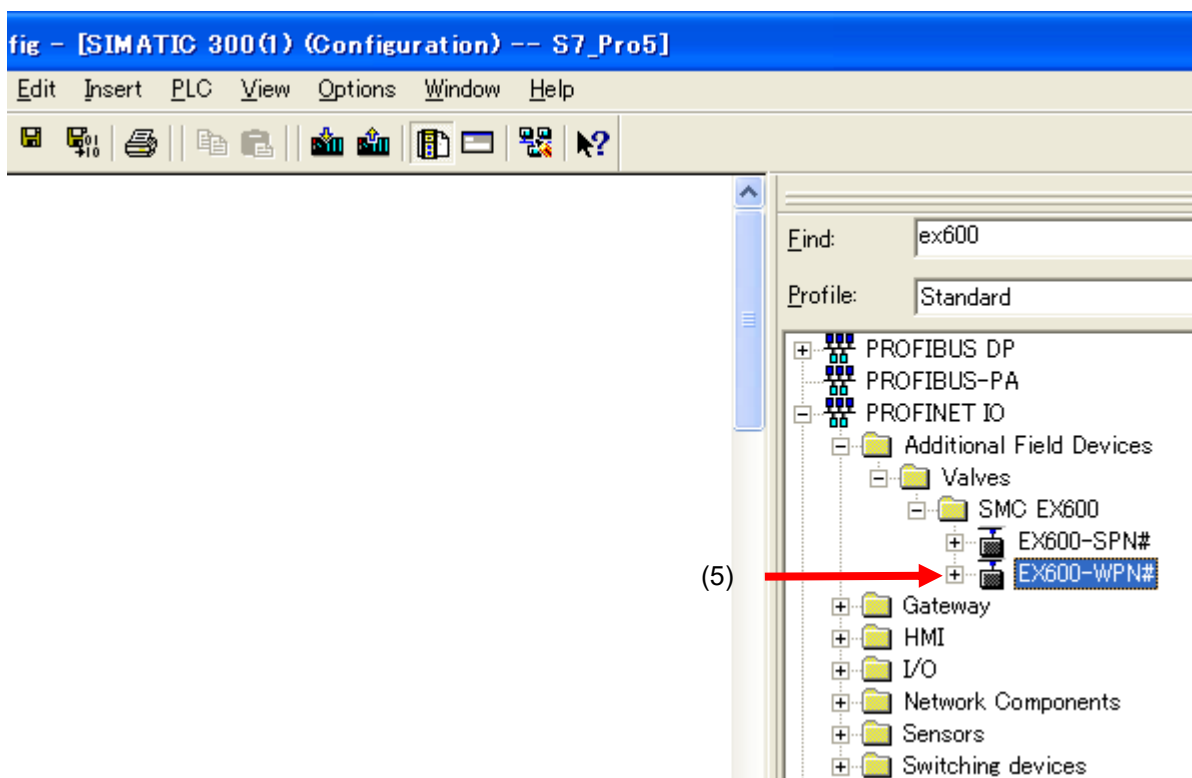 fig - [SIMATIC 300(1) (Configuration) -- S7_Pro5]
Edit Insert PLC View Options Window Help
Find: ex600
Profile: Standard
PROFIBUS DP
PROFIBUS-PA
PROFINET IO
Additional Field Devices
Valves
SMC EX600
EX600-SPN#
(5) EX600-WPN#
Gateway
HMI
I/O
Network Components
Sensors
Switching devices